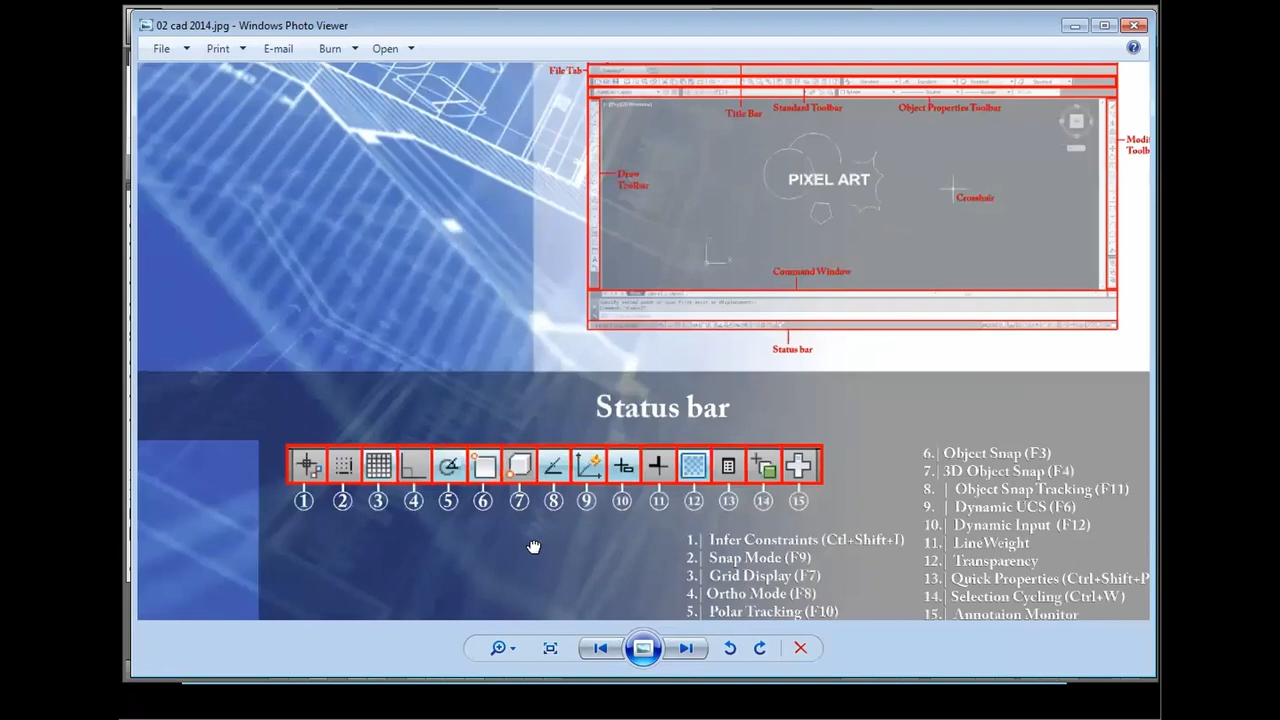 02 cad 2014.jpg - Windows Photo Viewer
File Print E-mail Burn Open
File Tab
Title Bar
Standard Toolbar
Object Properties Toolbar
Draw
Toolbar
Modi
Toolb
PIXEL ART
Crosshair
Command Window
Status bar
Status bar
1 2 3 4 5 6 7 8 9 10 11 12 13 14 15
1.| Infer Constraints (Ctl+Shift+I)
2.| Snap Mode (F9)
3.| Grid Display (F7)
4.| Ortho Mode (F8)
5.| Polar Tracking (F10)
6.| Object Snap (F3)
7.| 3D Object Snap (F4)
8. | Object Snap Tracking (F11)
9. | Dynamic UCS (F6)
10.| Dynamic Input (F12)
11.| LineWeight
12.| Transparency
13.| Quick Properties (Ctrl+Shift+P
14.| Selection Cycling (Ctrl+W)
15.| Annotaion Monitor